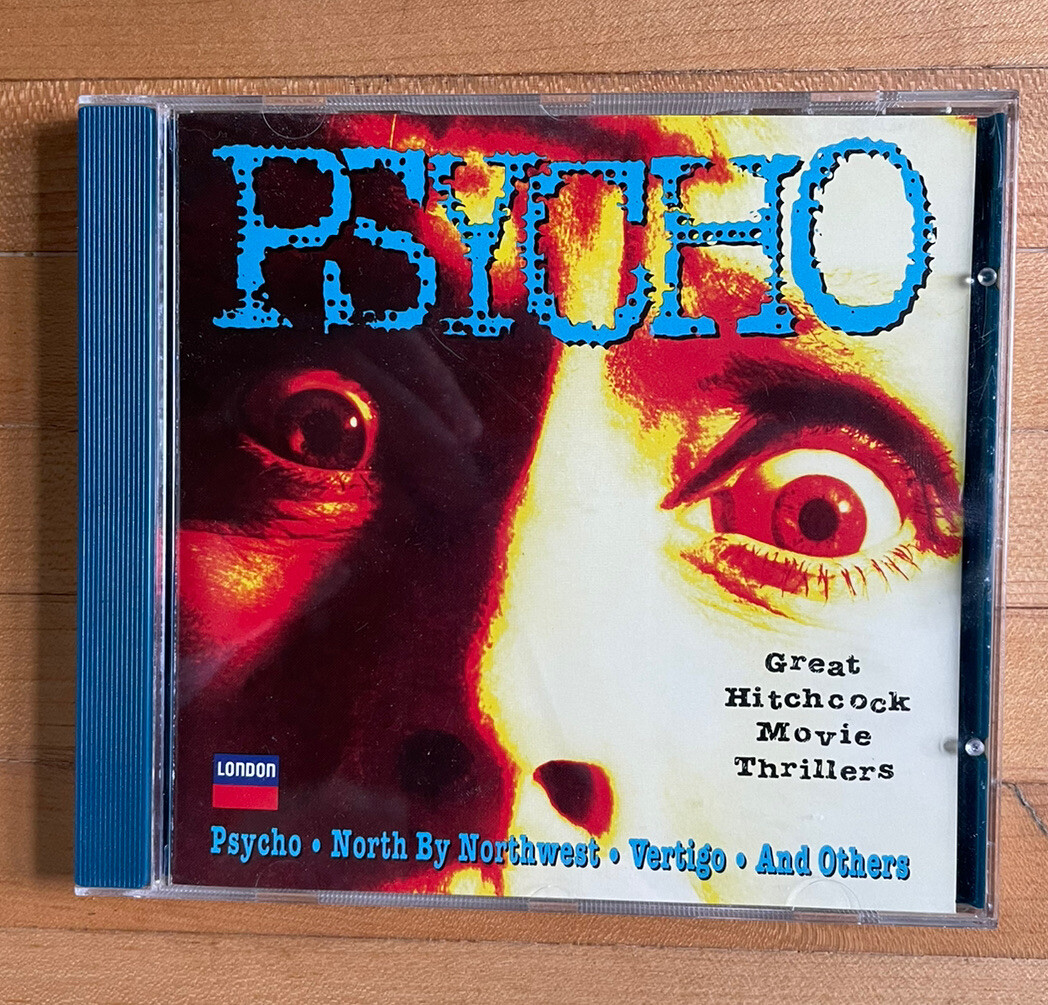 PSYCHO
Great
Hitchcock
Movie
Thrillers
LONDON
Psycho • North By Northwest • Vertigo • And Others